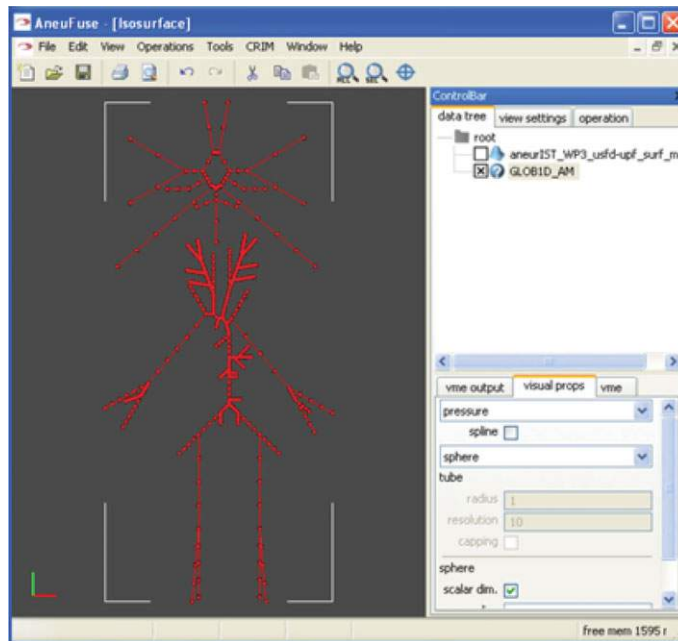 AneuFuse - [Isosurface]
File Edit View Operations Tools CRIM Window Help
ControlBar
data tree view settings operation
root
aneurIST_WP3_usfd-upf_surf_m
GLOB1D_AM
vme output visual props vme
pressure
spline
sphere
tube
radius 1
resolution 10
capping
sphere
scalar dim.
free mem 1595 r